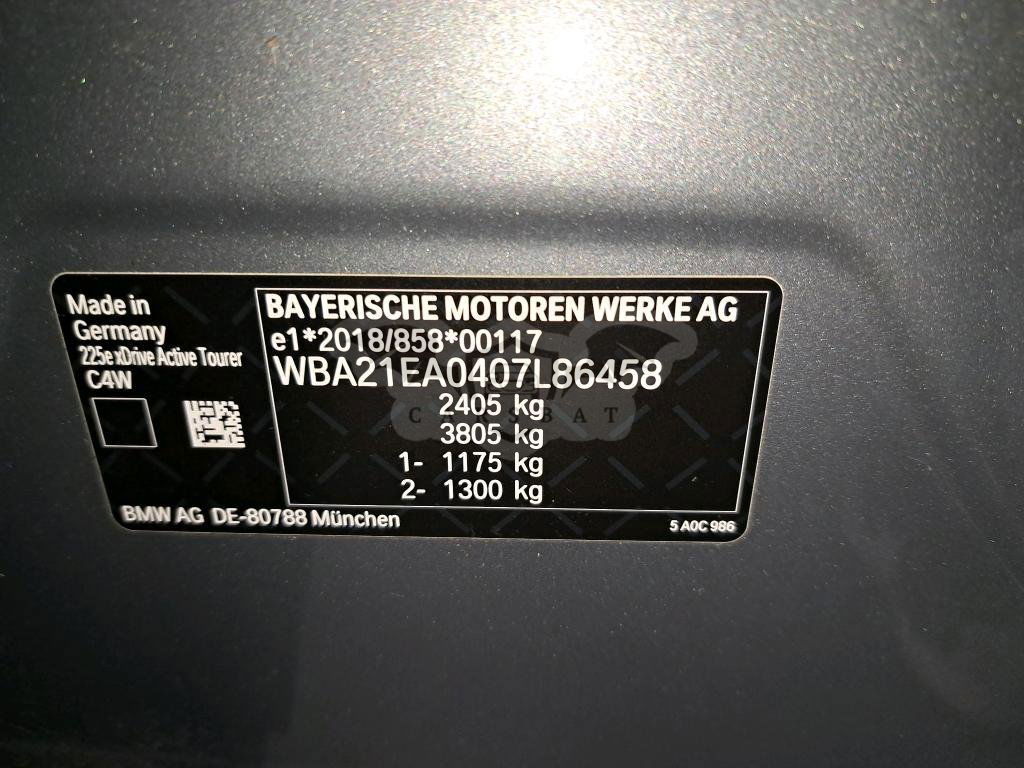 Made in
Germany
225e xDrive Active Tourer
C4W
BAYERISCHE MOTOREN WERKE AG
e1*2018/858*00117
WBA21EA0407L86458
2405 kg
3805 kg
1- 1175 kg
2- 1300 kg
CARSBAT
BMW AG DE-80788 München
5 A0C 986